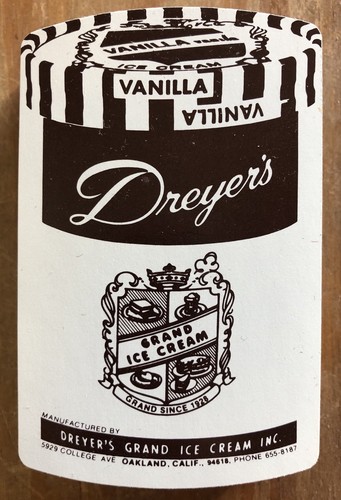 VANILLA
ICE CREAM
VANILLA
VANILLA
Dreyer's
GRAND
ICE CREAM
GRAND SINCE 1928
MANUFACTURED BY
DREYER'S GRAND ICE CREAM INC.
5929 COLLEGE AVE OAKLAND, CALIF., 94618, PHONE 655-8187